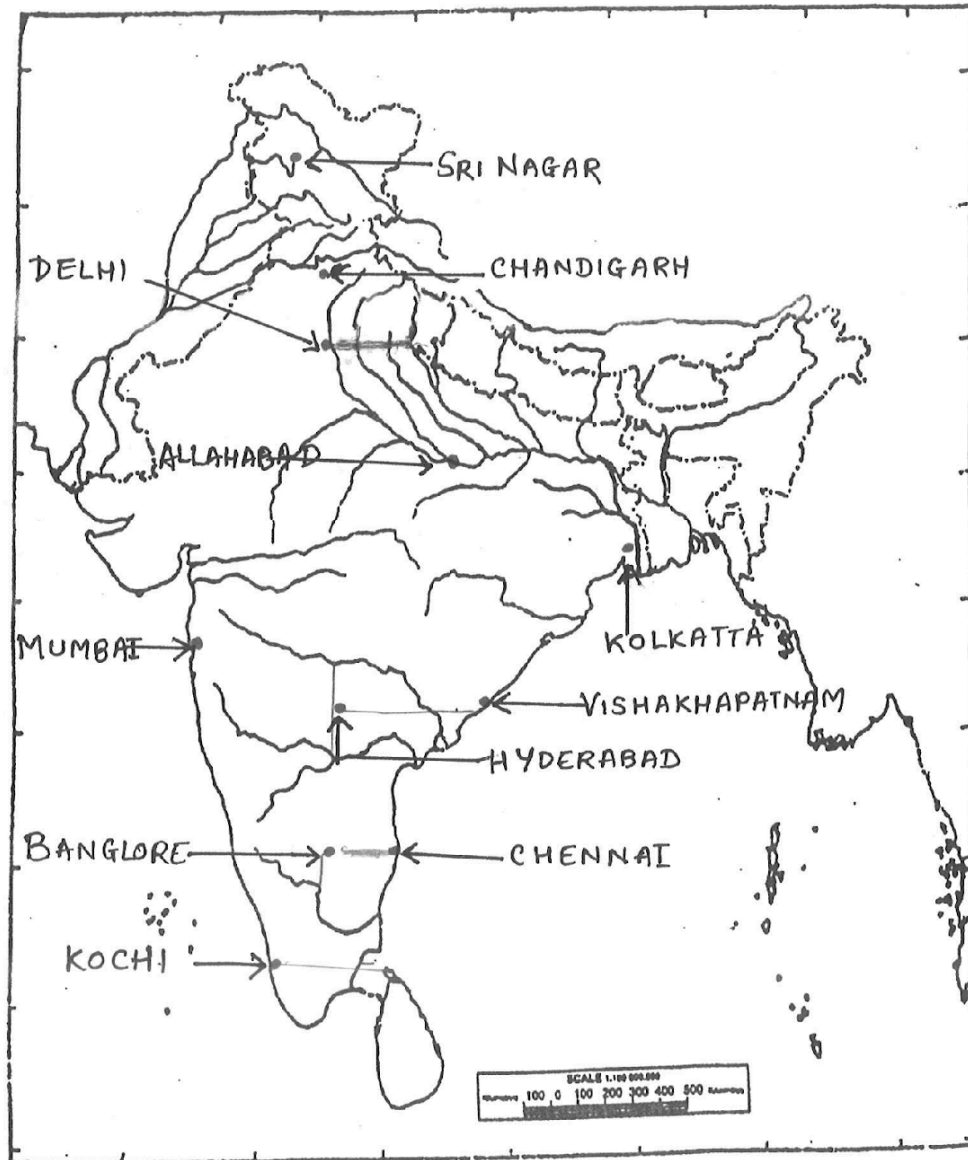 SRI NAGAR
DELHI
CHANDIGARH
ALLAHABAD
KOLKATTA
MUMBAI
VISHAKHAPATNAM
HYDERABAD
BANGLORE
CHENNAI
KOCHI
100 0 100 200 300 400 500